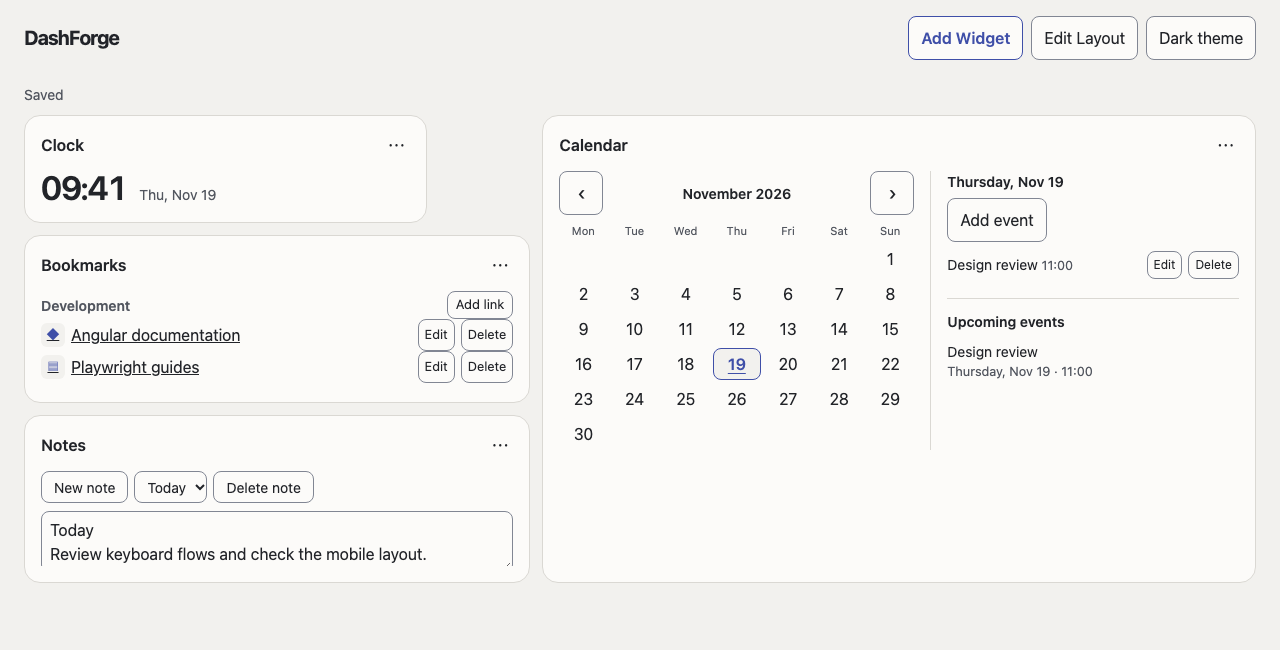 DashForge
Add Widget
Edit Layout
Dark theme
Saved
Clock
09:41 Thu, Nov 19
Bookmarks
Development
Add link
Angular documentation
Edit
Delete
Playwright guides
Edit
Delete
Notes
New note
Today
Delete note
Today
Review keyboard flows and check the mobile layout.
Calendar
November 2026
Mon Tue Wed Thu Fri Sat Sun
1
2 3 4 5 6 7 8
9 10 11 12 13 14 15
16 17 18 19 20 21 22
23 24 25 26 27 28 29
30
Thursday, Nov 19
Add event
Design review 11:00
Edit
Delete
Upcoming events
Design review
Thursday, Nov 19 · 11:00